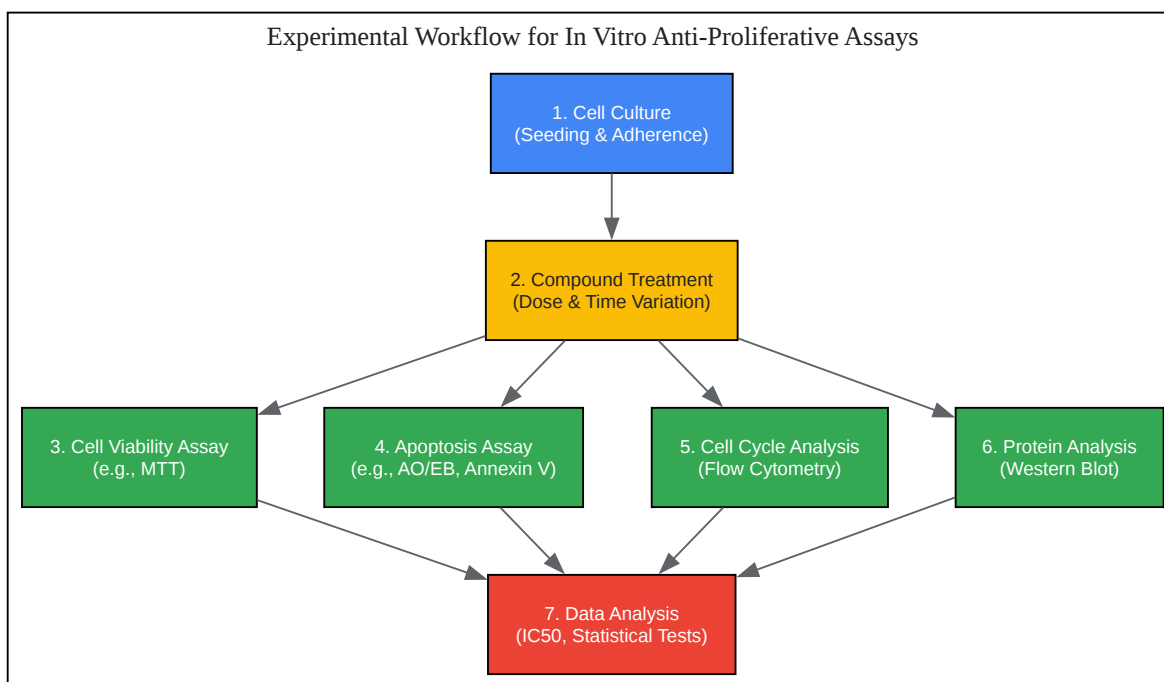 Experimental Workflow for In Vitro Anti-Proliferative Assays
1. Cell Culture
(Seeding & Adherence)
2. Compound Treatment
(Dose & Time Variation)
3. Cell Viability Assay
(e.g., MTT)
4. Apoptosis Assay
(e.g., AO/EB, Annexin V)
5. Cell Cycle Analysis
(Flow Cytometry)
6. Protein Analysis
(Western Blot)
7. Data Analysis
(IC50, Statistical Tests)